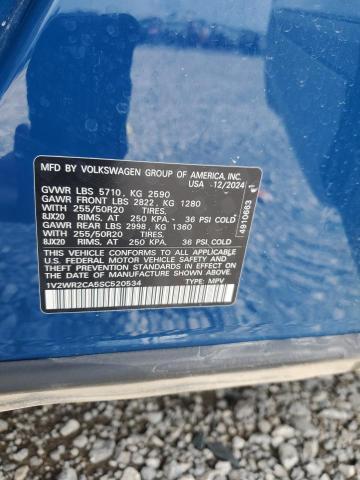 MFD. BY VOLKSWAGEN GROUP OF AMERICA, INC.
USA 12/2024
GVWR LBS 5710, KG 2590
GAWR FRONT LBS 2822, KG 1280
WITH 255/50R20 TIRES,
8JX20 RIMS, AT 250 KPA.- 36 PSI COLD
GAWR REAR LBS 2998, KG 1360
WITH 255/50R20 TIRES,
8JX20 RIMS, AT 250 KPA.- 36 PSI COLD
THIS VEHICLE CONFORMS TO ALL APPLICABLE
U.S. FEDERAL MOTOR VEHICLE SAFETY
STANDARDS IN EFFECT ON THE DATE OF
MANUFACTURE SHOWN ABOVE.
1V2WR2CA5SC520534 TYPE: MPV
4910663